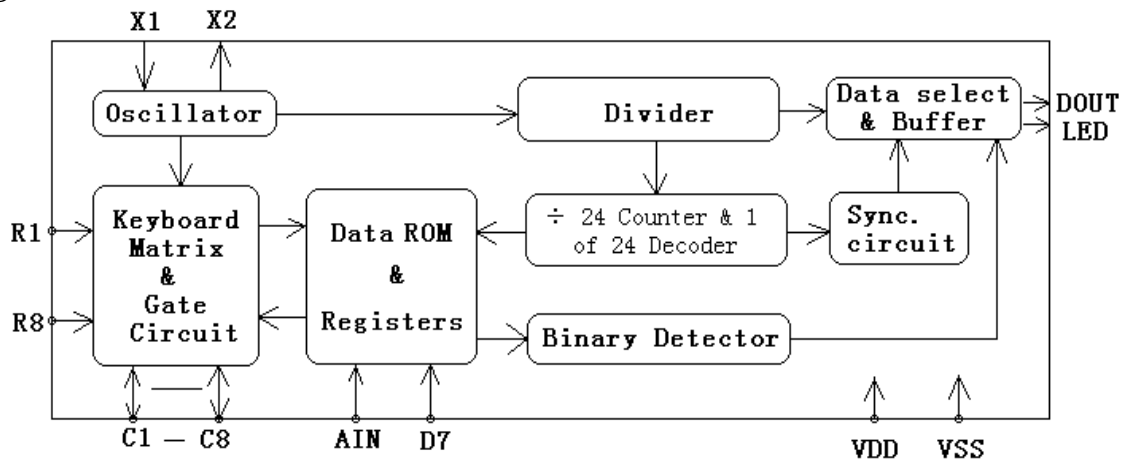 X1 X2
Oscillator
Divider
Data select
& Buffer
DOUT
LED
R1
R8
Keyboard
Matrix
&
Gate
Circuit
Data ROM
&
Registers
÷ 24 Counter & 1
of 24 Decoder
Sync.
circuit
Binary Detector
C1 — C8
AIN
D7
VDD
VSS